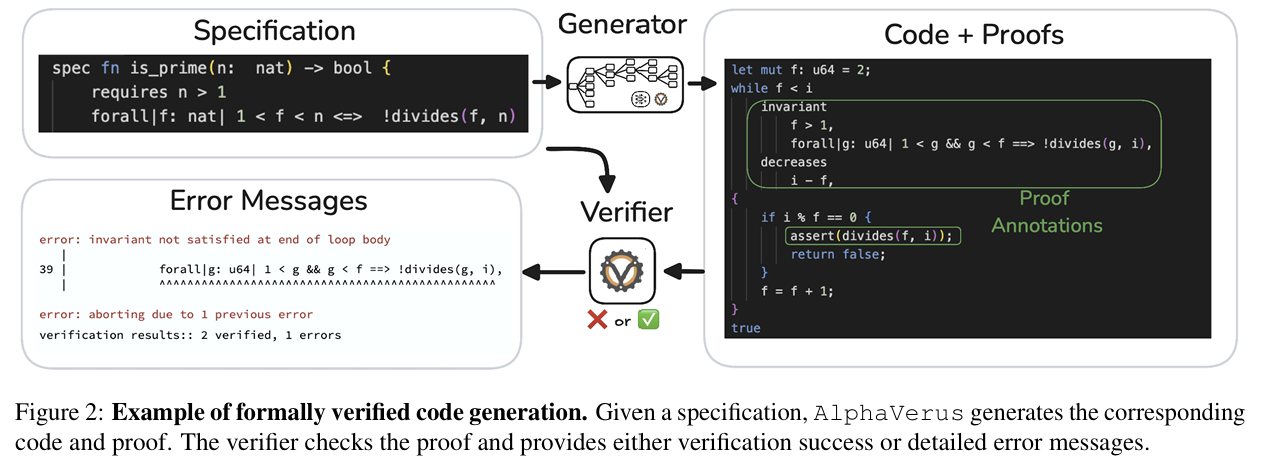 Specification
spec fn is_prime(n:  nat) -> bool {
    requires n > 1
    forall|f: nat| 1 < f < n <=>  !divides(f, n)
Generator
Code + Proofs
let mut f: u64 = 2;
while f < i
    invariant
        f > 1,
        forall|g: u64| 1 < g && g < f ==> !divides(g, i),
    decreases
        i - f,
{
    if i % f == 0 {
        assert(divides(f, i));
        return false;
    }
    f = f + 1;
}
true
Proof
Annotations
Verifier
❌ or ✅
Error Messages
error: invariant not satisfied at end of loop body
   |
39 |             forall|g: u64| 1 < g && g < f ==> !divides(g, i),
   |             ^^^^^^^^^^^^^^^^^^^^^^^^^^^^^^^^^^^^^^^^^^^^^^^^
error: aborting due to 1 previous error
verification results:: 2 verified, 1 errors
Figure 2: Example of formally verified code generation. Given a specification, AlphaVerus generates the corresponding
code and proof. The verifier checks the proof and provides either verification success or detailed error messages.